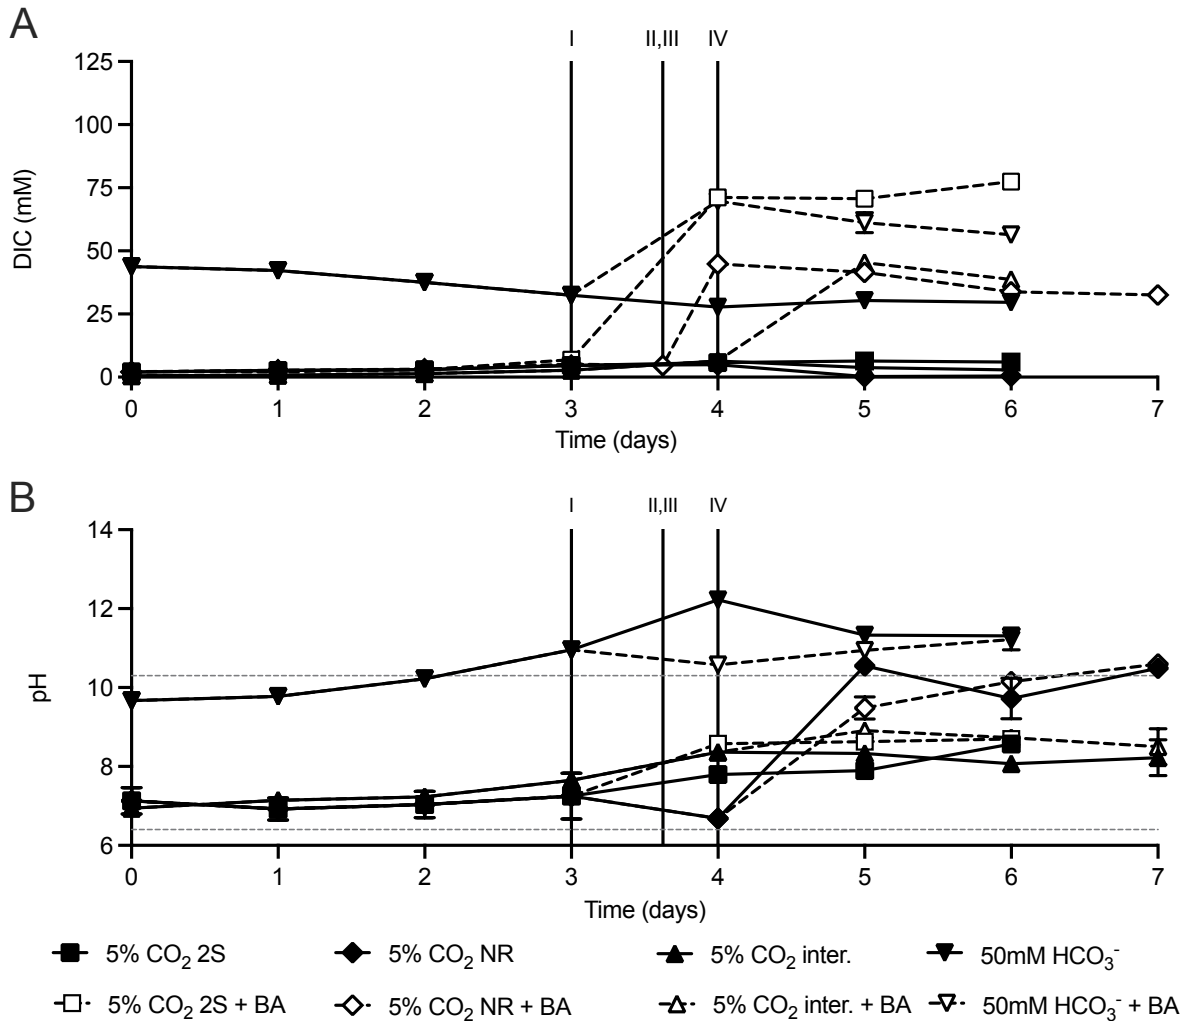 A
I II,III IV
125
100
75
50
25
0
DIC (mM)
0 1 2 3 4 5 6 7
Time (days)
B
I II,III IV
14
12
10
8
6
pH
0 1 2 3 4 5 6 7
Time (days)
5% CO₂ 2S 5% CO₂ NR 5% CO₂ inter. 50mM HCO₃⁻
5% CO₂ 2S + BA 5% CO₂ NR + BA 5% CO₂ inter. + BA 50mM HCO₃⁻ + BA